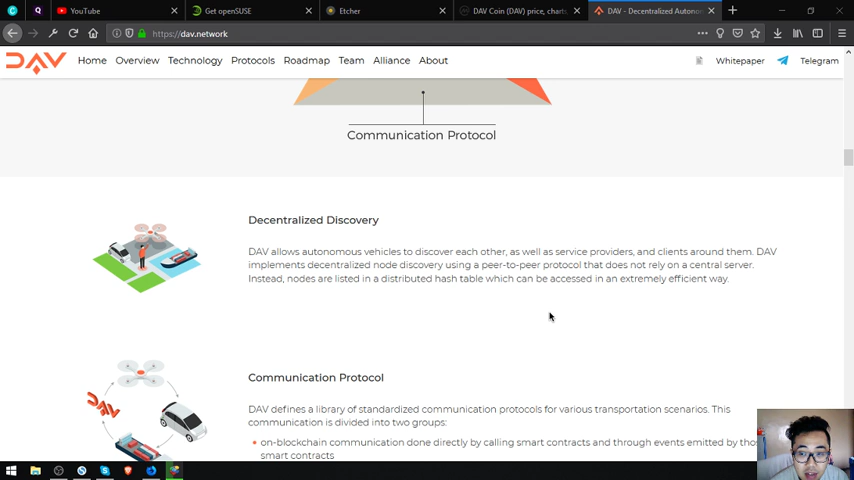 YouTube
Get openSUSE
Etcher
DAV Coin (DAV) price, charts,
DAV - Decentralized Autono
https://dav.network
DAV
Home Overview Technology Protocols Roadmap Team Alliance About
Whitepaper Telegram
Communication Protocol
Decentralized Discovery
DAV allows autonomous vehicles to discover each other, as well as service providers, and clients around them. DAV
implements decentralized node discovery using a peer-to-peer protocol that does not rely on a central server.
Instead, nodes are listed in a distributed hash table which can be accessed in an extremely efficient way.
DAV
Communication Protocol
DAV defines a library of standardized communication protocols for various transportation scenarios. This
communication is divided into two groups:
on-blockchain communication done directly by calling smart contracts and through events emitted by
smart contracts